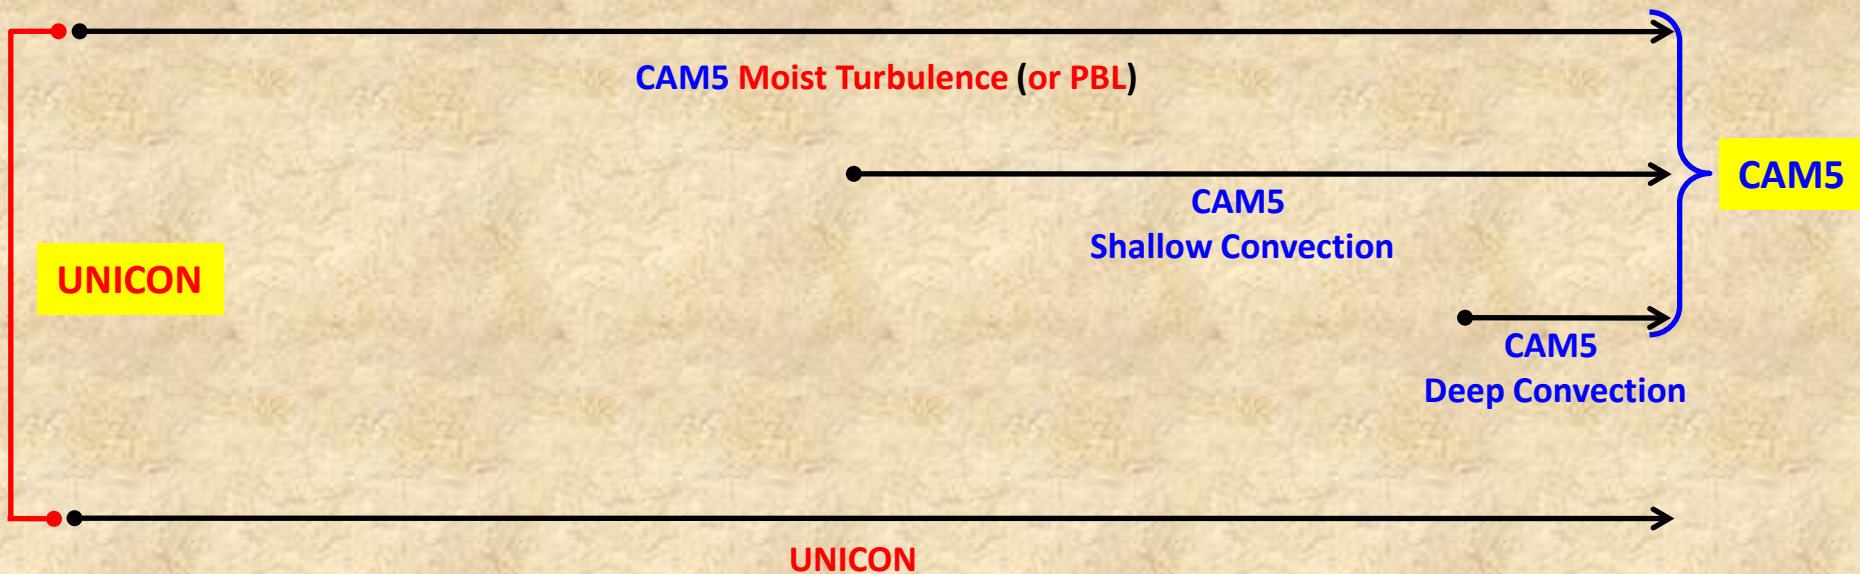 CAM5 Moist Turbulence (or PBL)
CAM5
CAM5
Shallow Convection
UNICON
CAM5
Deep Convection
UNICON